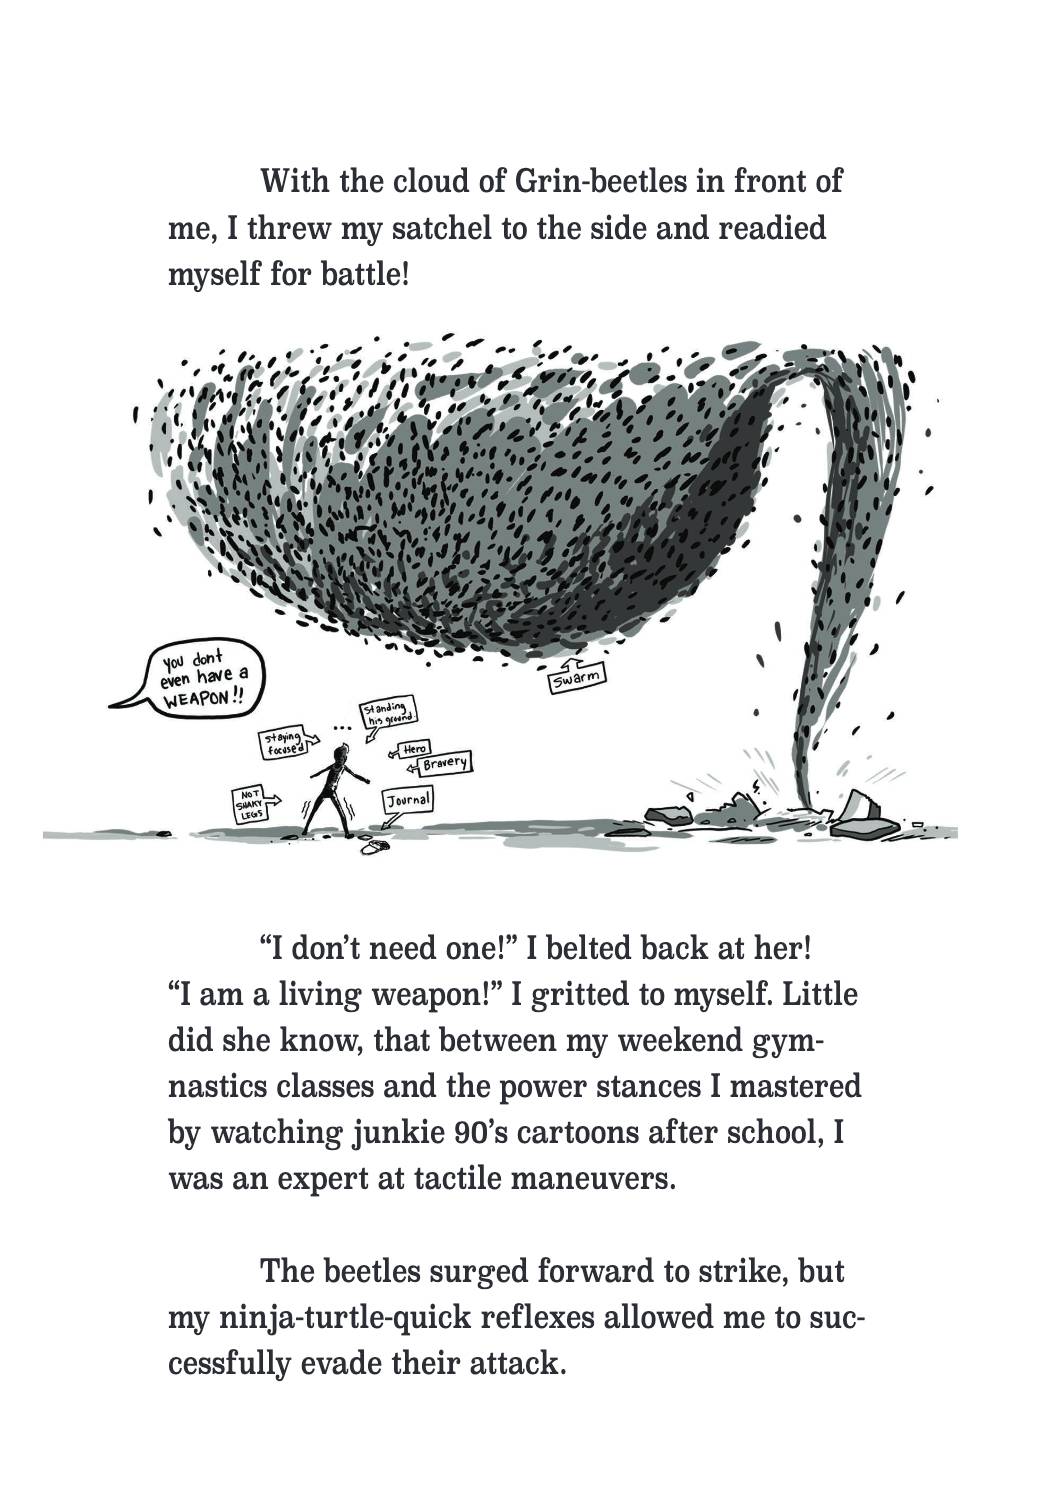 With the cloud of Grin-beetles in front of
me, I threw my satchel to the side and readied
myself for battle!
you dont
even have a
WEAPON!!
Swarm
Standing
his ground
...
Staying
focused
Hero
Bravery
NOT
SHAKY
LEGS
Journal
“I don’t need one!” I belted back at her!
“I am a living weapon!” I gritted to myself. Little
did she know, that between my weekend gym-
nastics classes and the power stances I mastered
by watching junkie 90’s cartoons after school, I
was an expert at tactile maneuvers.
The beetles surged forward to strike, but
my ninja-turtle-quick reflexes allowed me to suc-
cessfully evade their attack.